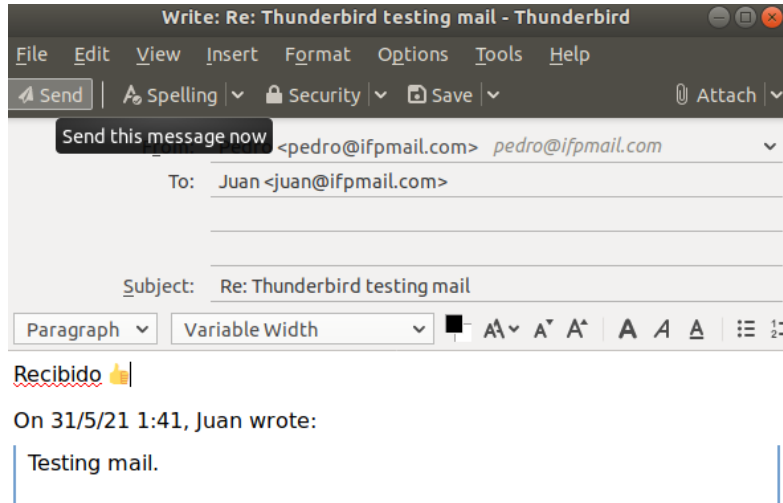 Write: Re: Thunderbird testing mail - Thunderbird
File Edit View Insert Format Options Tools Help
Send Spelling Security Save Attach
Send this message now
From: Pedro <pedro@ifpmail.com> pedro@ifpmail.com
To: Juan <juan@ifpmail.com>
Subject: Re: Thunderbird testing mail
Paragraph Variable Width
Recibido 👍
On 31/5/21 1:41, Juan wrote:
Testing mail.